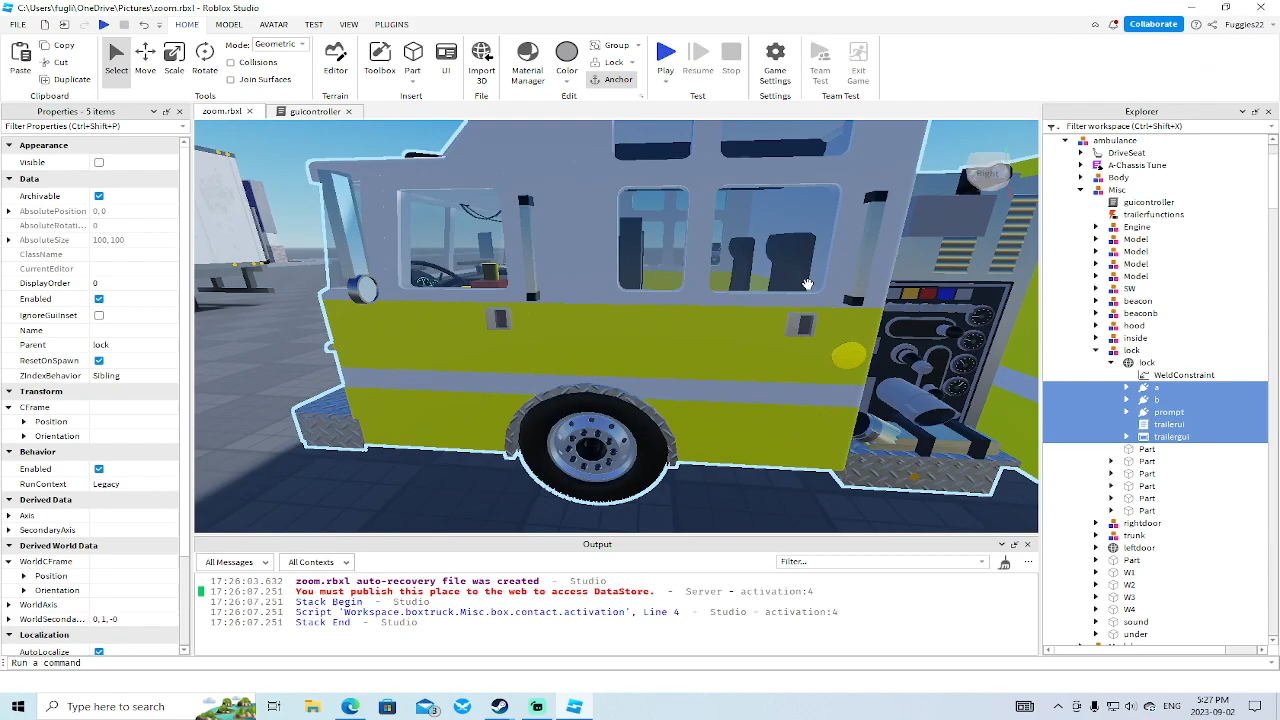 C:\Users\fugli\OneDrive\Pictures\zoom.rbxl - Roblox Studio
FILE HOME MODEL AVATAR TEST VIEW PLUGINS Collaborate Fuggles22
Copy Mode: Geometric Group
Cut Collisions Lock
Duplicate Join Surfaces Anchor
Paste Select Move Scale Rotate Editor Toolbox Part UI Import 3D Material Manager Color Play Resume Stop Game Settings Team Test Exit Game
Clipboard Tools Terrain Insert File Edit Test Settings Team Test
Properties - 5 items
Filter Properties (Ctrl+Shift+P)
Appearance
Visible
Data
Archivable
AbsolutePosition 0, 0
AbsoluteRotati... 0
AbsoluteSize 100, 100
ClassName
CurrentEditor
DisplayOrder 0
Enabled
IgnoreGuiInset
Name
Parent lock
ResetOnSpawn
ZIndexBehavior Sibling
Transform
CFrame
Position
Orientation
Behavior
Enabled
RunContext Legacy
Derived Data
Axis
SecondaryAxis
Derived World Data
WorldCFrame
Position
Orientation
WorldAxis
WorldSeconda... 0, 1, -0
Localization
AutoLocalize
zoom.rbxl guicontroller
Right
Output
All Messages All Contexts Filter...
17:26:03.632 zoom.rbxl auto-recovery file was created - Studio
17:26:07.251 You must publish this place to the web to access DataStore. - Server - activation:4
17:26:07.251 Stack Begin - Studio
17:26:07.251 Script 'Workspace.boxtruck.Misc.box.contact.activation', Line 4 - Studio - activation:4
17:26:07.251 Stack End - Studio
Explorer
Filter workspace (Ctrl+Shift+X)
ambulance
DriveSeat
A-Chassis Tune
Body
Misc
guicontroller
trailerfunctions
Engine
Model
Model
Model
Model
SW
beacon
beaconb
hood
inside
lock
lock
WeldConstraint
a
b
prompt
trailerui
trailergui
Part
Part
Part
Part
Part
Part
rightdoor
trunk
leftdoor
Part
W1
W2
W3
W4
sound
under
Run a command
Type here to search
ENG
5:27 PM
2023-09-02